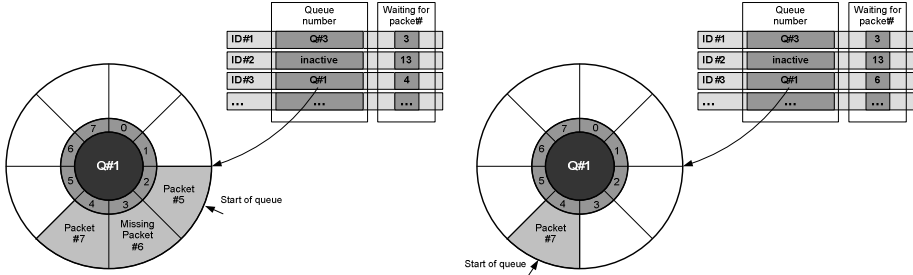 Queue number
Waiting for packet#
ID#1 Q#3 3
ID#2 inactive 13
ID#3 Q#1 4
... ... ...
7 0
6 1
Q#1
5 2
4 3
Packet #5
Start of queue
Packet #7
Missing Packet #6
Queue number
Waiting for packet#
ID#1 Q#3 3
ID#2 inactive 13
ID#3 Q#1 6
... ... ...
7 0
6 1
Q#1
5 2
4 3
Packet #7
Start of queue